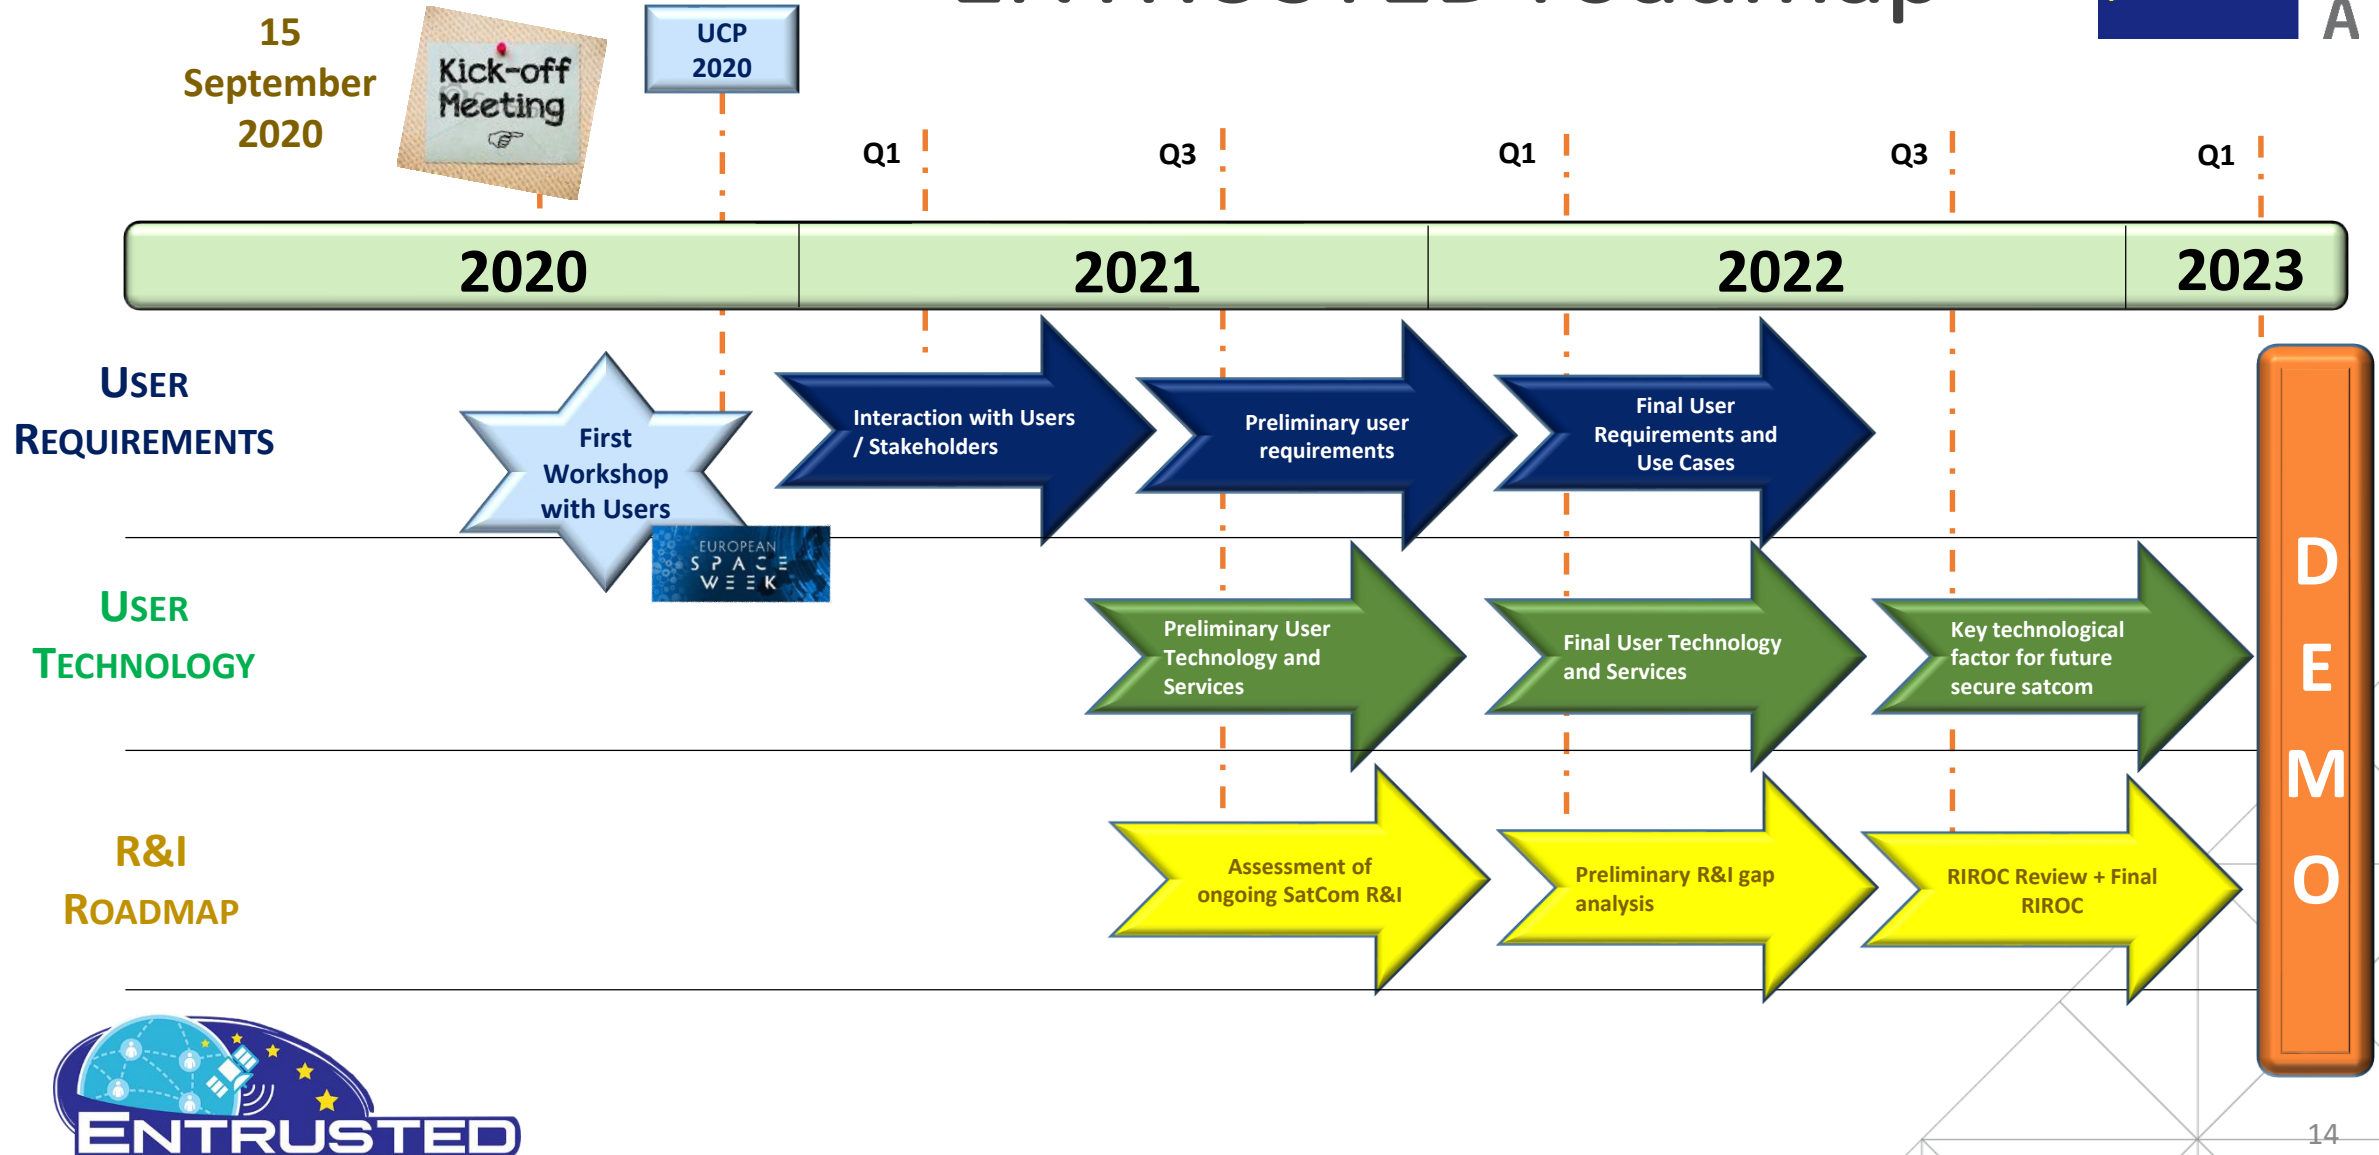 ENTRUSTED roadmap
A
15
September
2020
Kick-off
Meeting
UCP
2020
Q1
Q3
Q1
Q3
Q1
2020
2021
2022
2023
USER
REQUIREMENTS
First
Workshop
with Users
EUROPEAN
SPACE
WEEK
Interaction with Users
/ Stakeholders
Preliminary user
requirements
Final User
Requirements and
Use Cases
USER
TECHNOLOGY
Preliminary User
Technology and
Services
Final User Technology
and Services
Key technological
factor for future
secure satcom
R&I
ROADMAP
Assessment of
ongoing SatCom R&I
Preliminary R&I gap
analysis
RIROC Review + Final
RIROC
D
E
M
O
ENTRUSTED
14